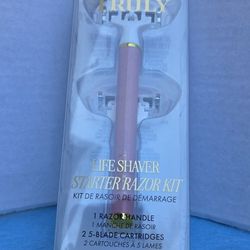 TRULY
LIFE SHAVER
STARTER RAZOR KIT
KIT DE RASOIR DE DÉMARRAGE
1 RAZOR HANDLE
1 MANCHE DE RASOIR
2 5-BLADE CARTRIDGES
2 CARTOUCHES À 5 LAMES